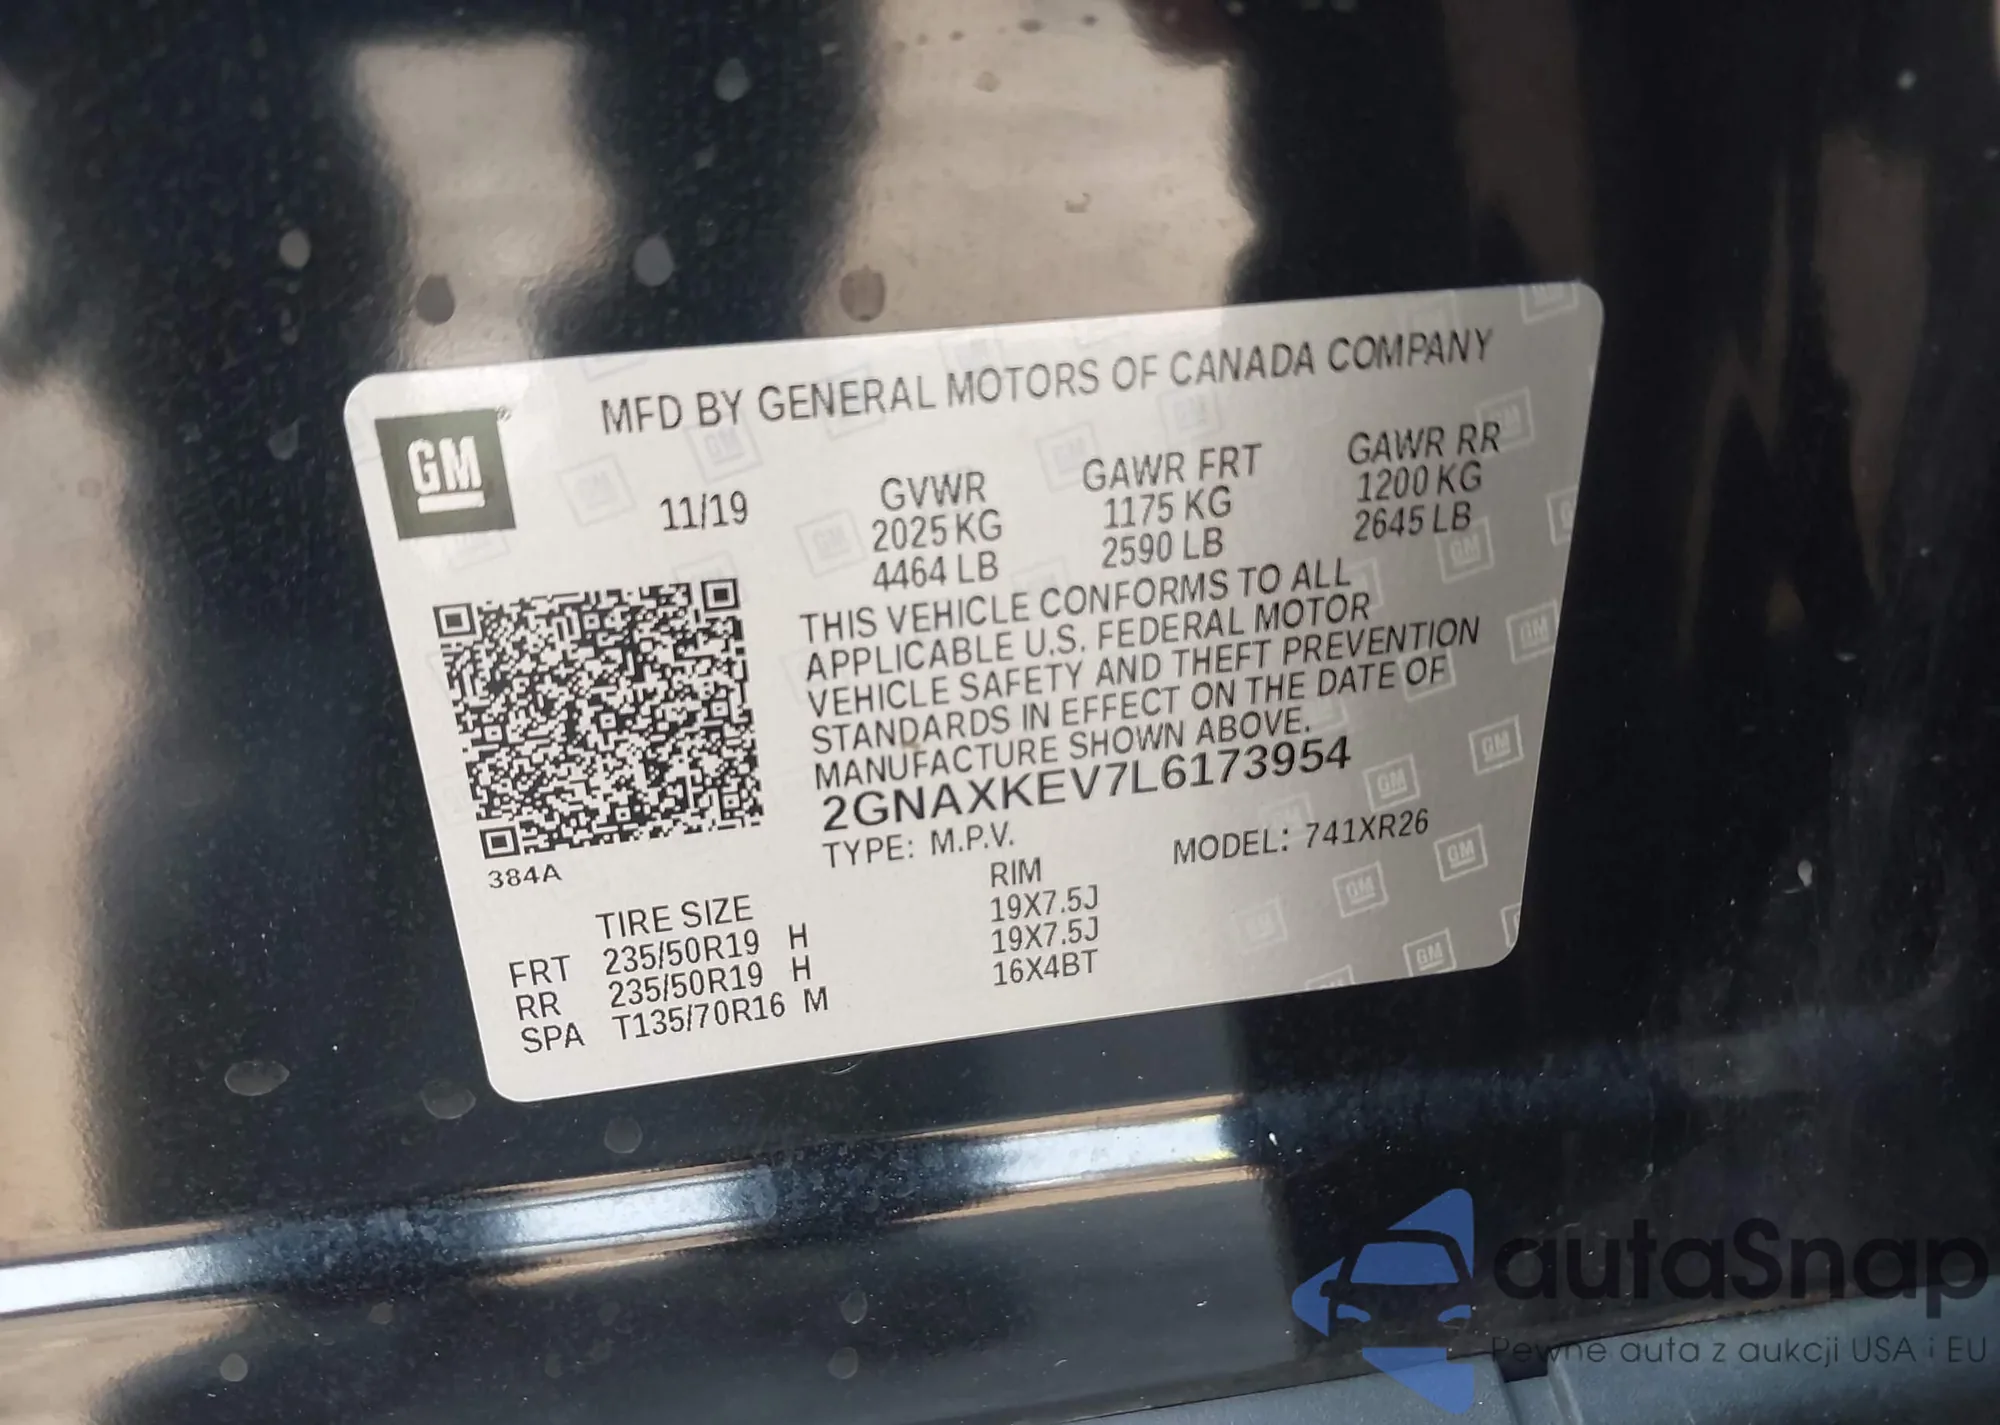 MFD BY GENERAL MOTORS OF CANADA COMPANY
GM ®
11/19
GVWR
2025 KG
4464 LB
GAWR FRT
1175 KG
2590 LB
GAWR RR
1200 KG
2645 LB
THIS VEHICLE CONFORMS TO ALL
APPLICABLE U.S. FEDERAL MOTOR
VEHICLE SAFETY AND THEFT PREVENTION
STANDARDS IN EFFECT ON THE DATE OF
MANUFACTURE SHOWN ABOVE.
2GNAXKEV7L6173954
TYPE: M.P.V. MODEL: 741XR26
384A
TIRE SIZE RIM
FRT 235/50R19 H 19X7.5J
RR 235/50R19 H 19X7.5J
SPA T135/70R16 M 16X4BT
autaSnap
Pewne auta z aukcji USA i EU